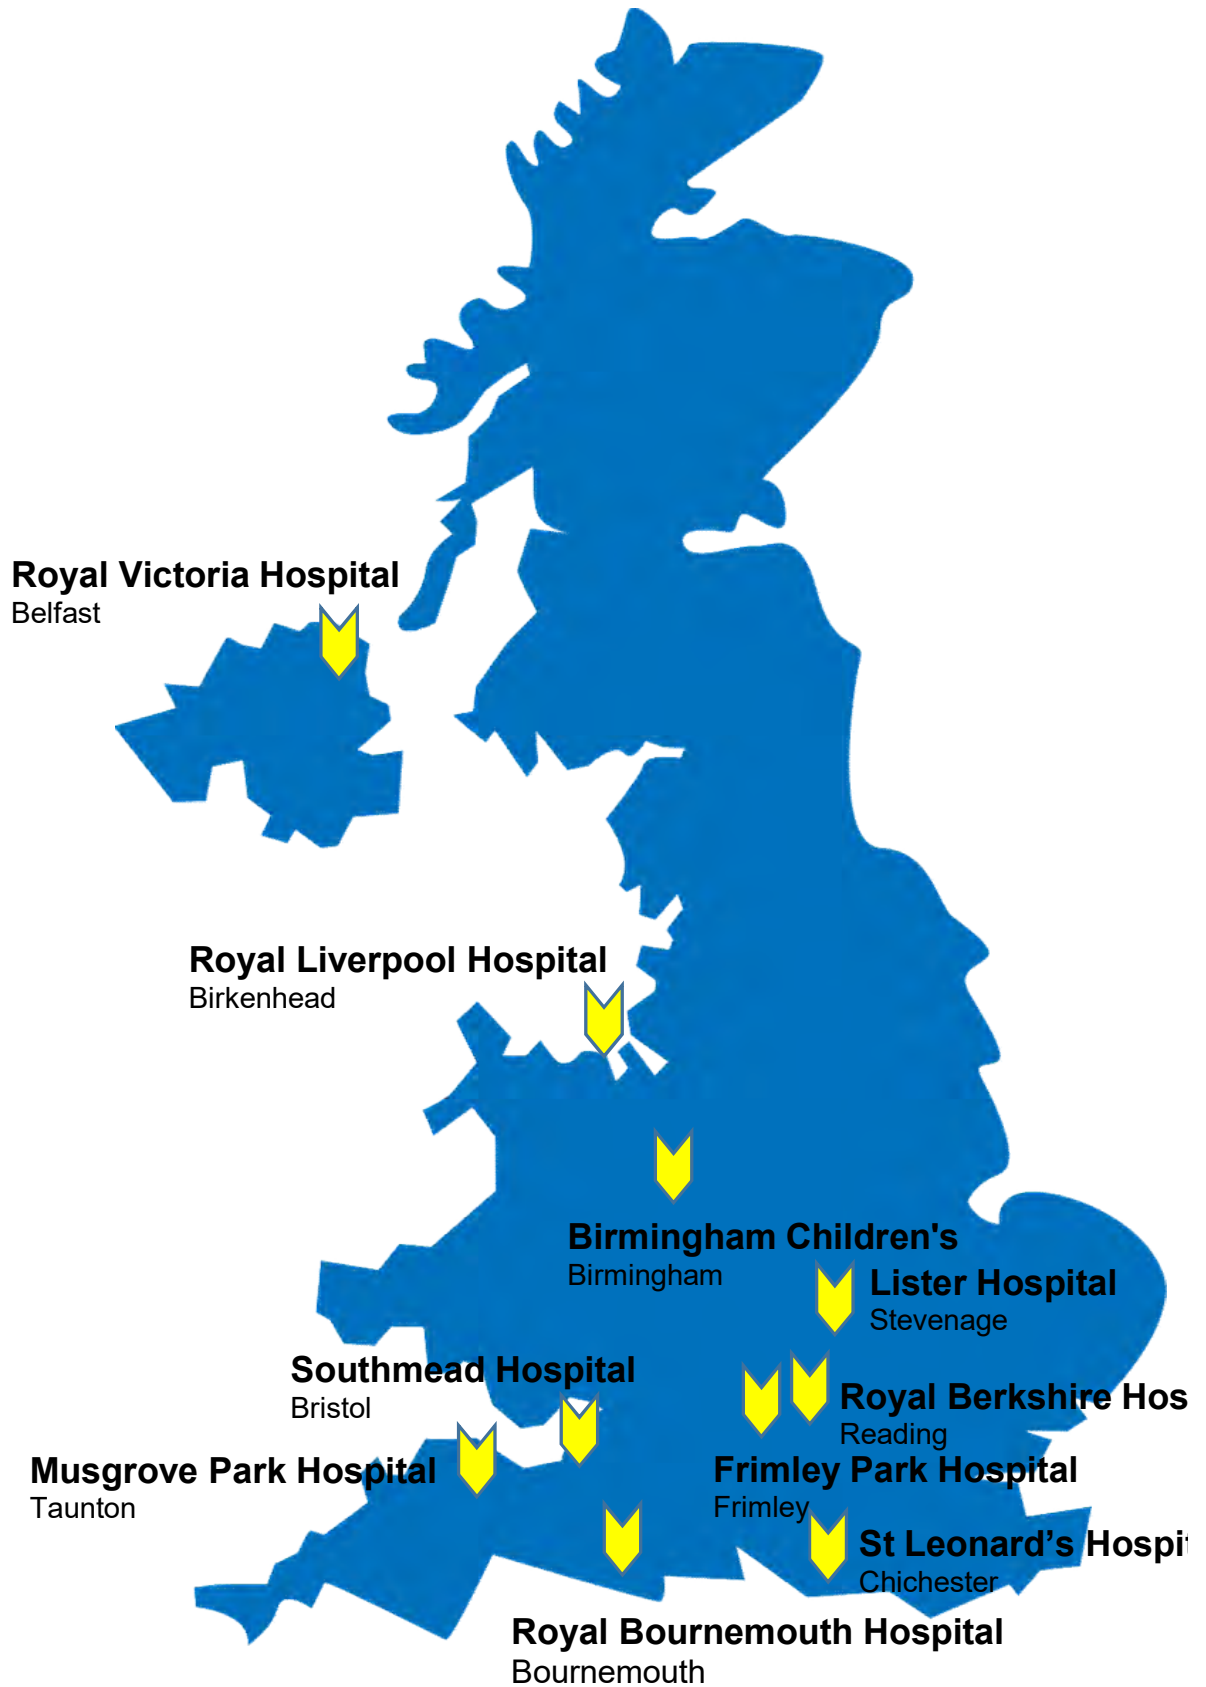 Royal Victoria Hospital
Belfast
Royal Liverpool Hospital
Birkenhead
Birmingham Children's
Birmingham
Lister Hospital
Stevenage
Southmead Hospital
Bristol
Royal Berkshire Hos
Reading
Musgrove Park Hospital
Taunton
Frimley Park Hospital
Frimley
St Leonard’s Hospit
Chichester
Royal Bournemouth Hospital
Bournemouth